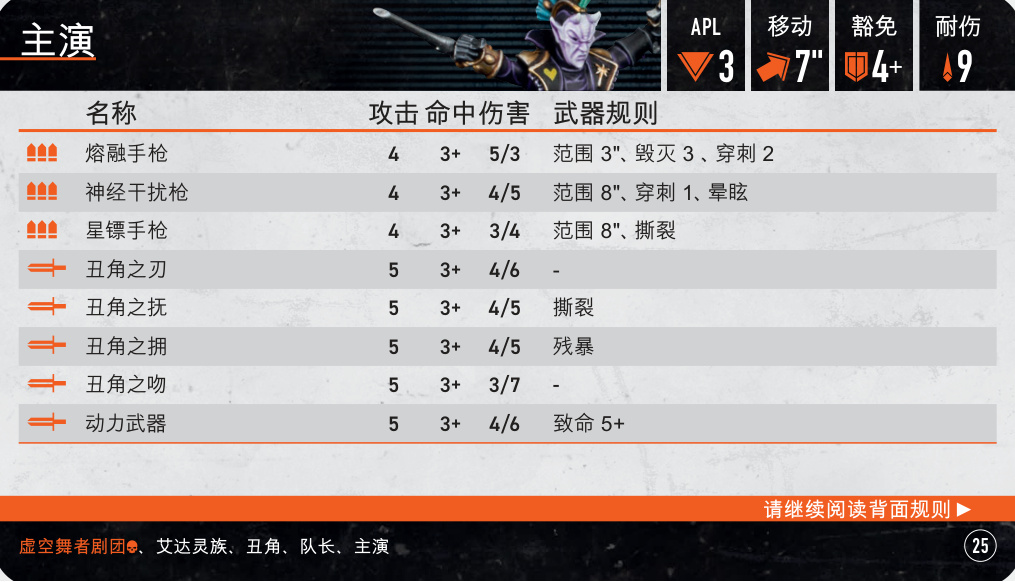 主演
APL 移动 豁免 耐伤
3 7" 4+ 9
名称 攻击 命中 伤害 武器规则
熔融手枪 4 3+ 5/3 范围 3"、毁灭 3 、穿刺 2
神经干扰枪 4 3+ 4/5 范围 8"、穿刺 1、晕眩
星镖手枪 4 3+ 3/4 范围 8"、撕裂
丑角之刃 5 3+ 4/6 -
丑角之抚 5 3+ 4/5 撕裂
丑角之拥 5 3+ 4/5 残暴
丑角之吻 5 3+ 3/7 -
动力武器 5 3+ 4/6 致命 5+
请继续阅读背面规则 ▶
虚空舞者剧团、艾达灵族、丑角、队长、主演
25